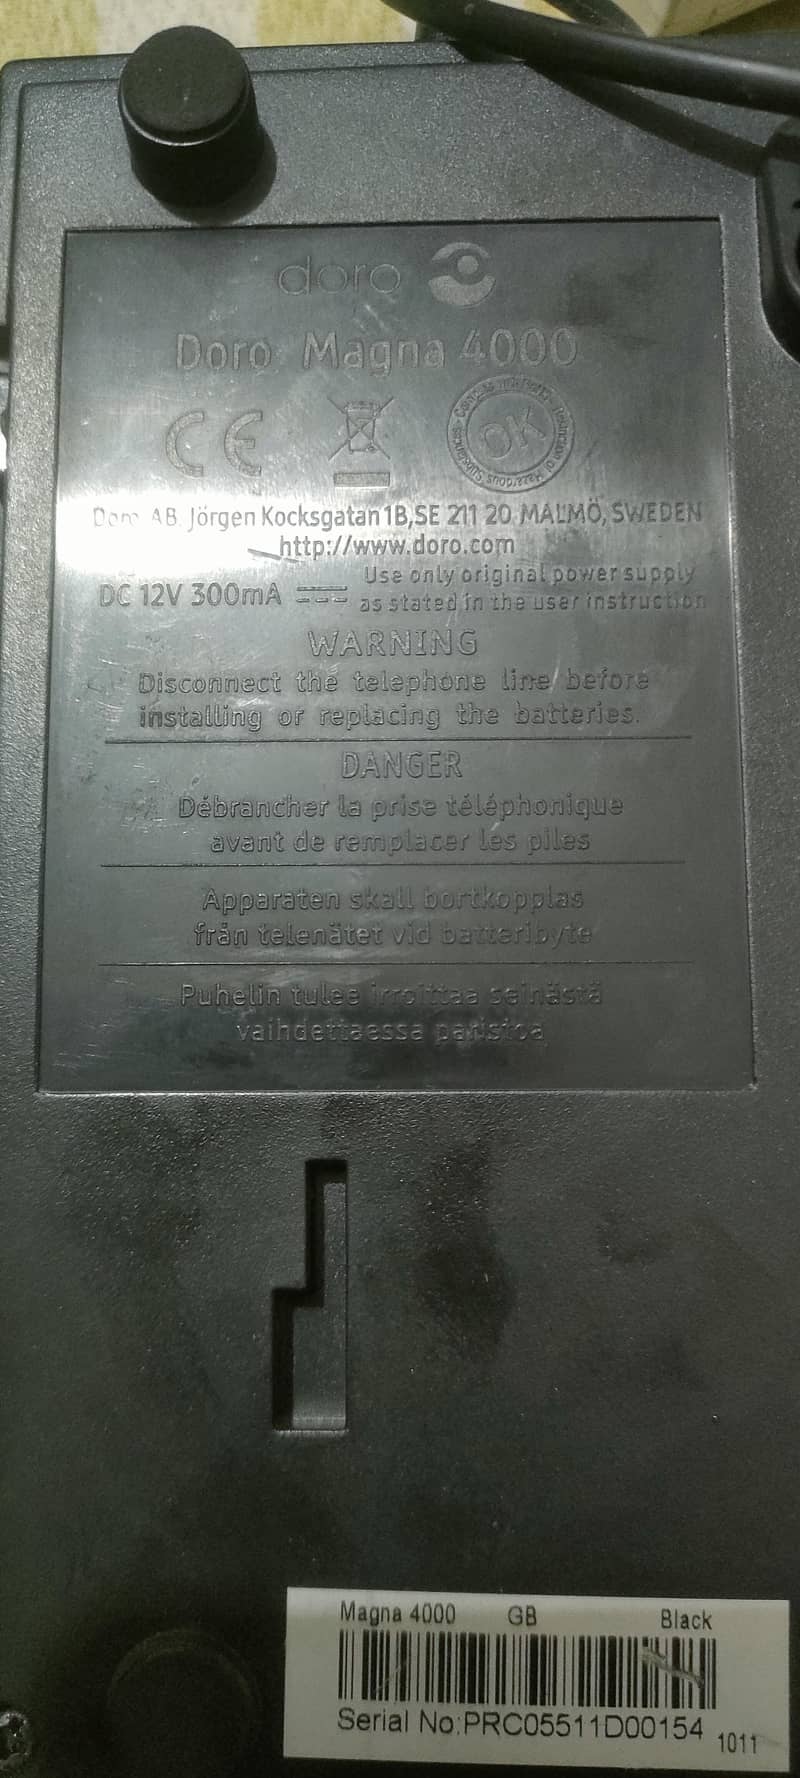 doro
Doro Magna 4000
CE
Complies with
OK
Doro AB. Jörgen Kocksgatan 1B,SE 211 20 MALMÖ, SWEDEN
http://www.doro.com
DC 12V 300mA
Use only original power supply
as stated in the user instruction
WARNING
Disconnect the telephone line before
installing or replacing the batteries.
DANGER
Débrancher la prise téléphonique
avant de remplacer les piles
Apparaten skall bortkopplas
från telenätet vid batteribyte
Puhelin tulee irroittaa seinästä
vaihdettaessa paristoa
Magna 4000 GB Black
Serial No:PRC05511D00154 1011